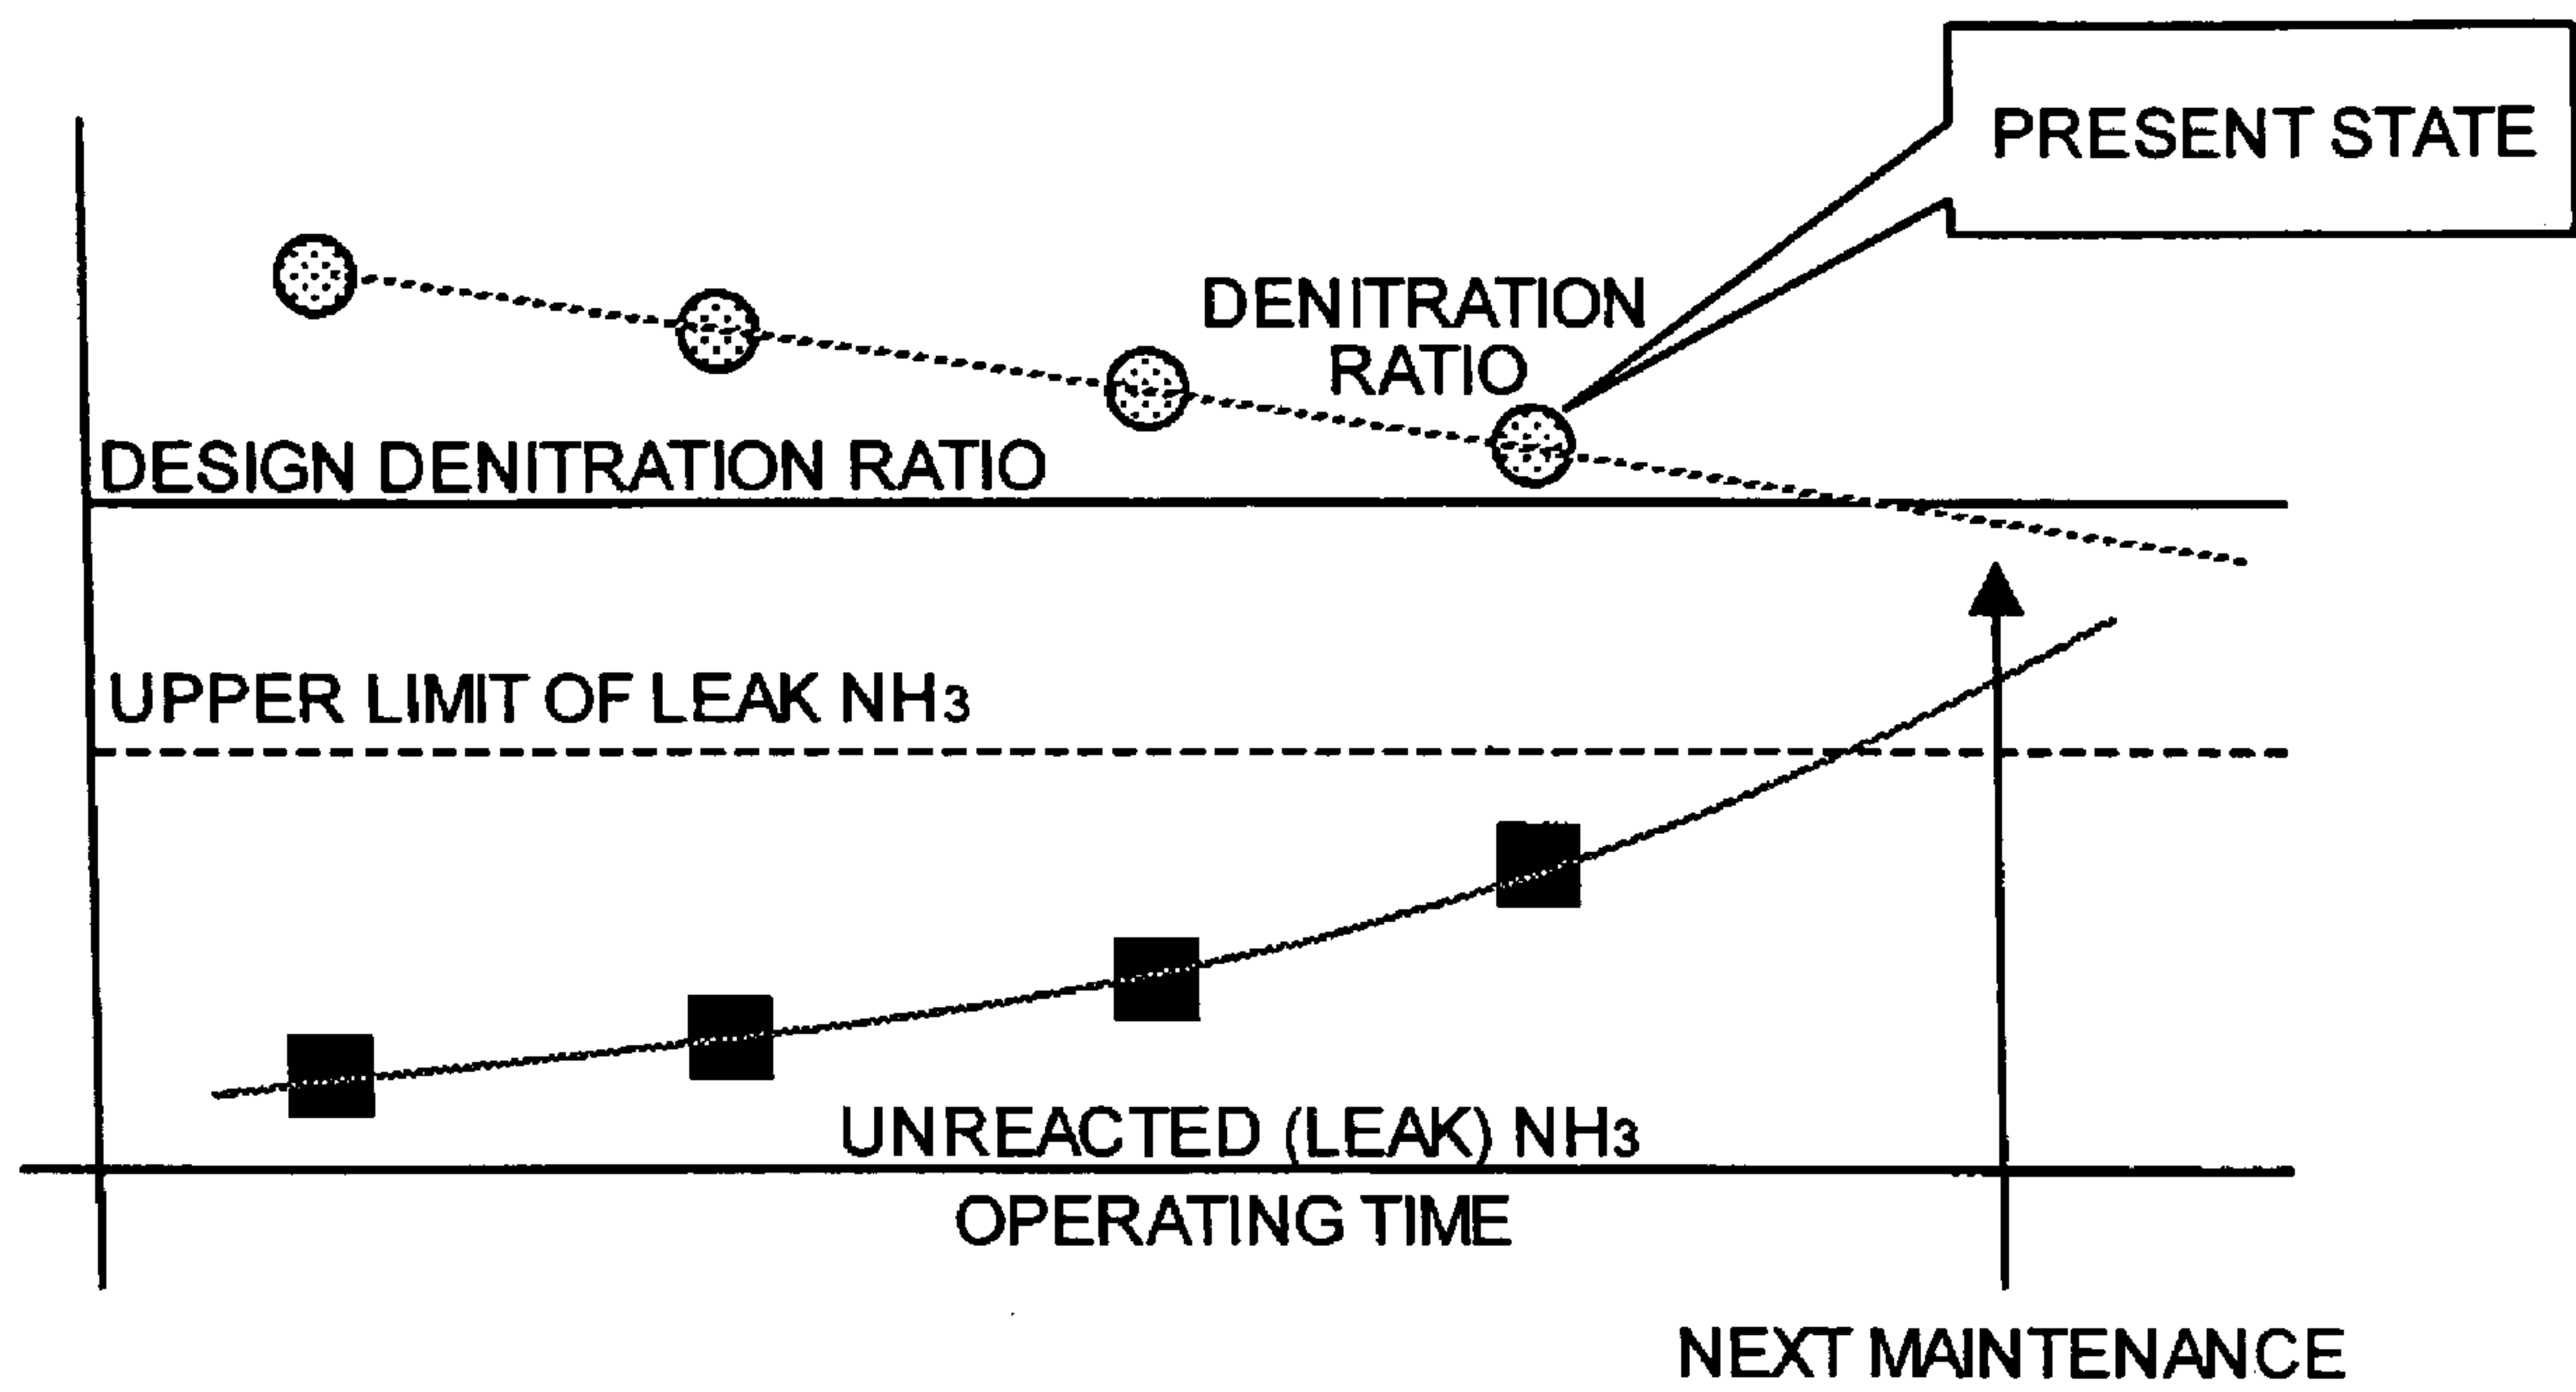 PRESENT STATE
DENITRATION
RATIO
DESIGN DENITRATION RATIO
UPPER LIMIT OF LEAK NH3
UNREACTED (LEAK) NH3
OPERATING TIME
NEXT MAINTENANCE